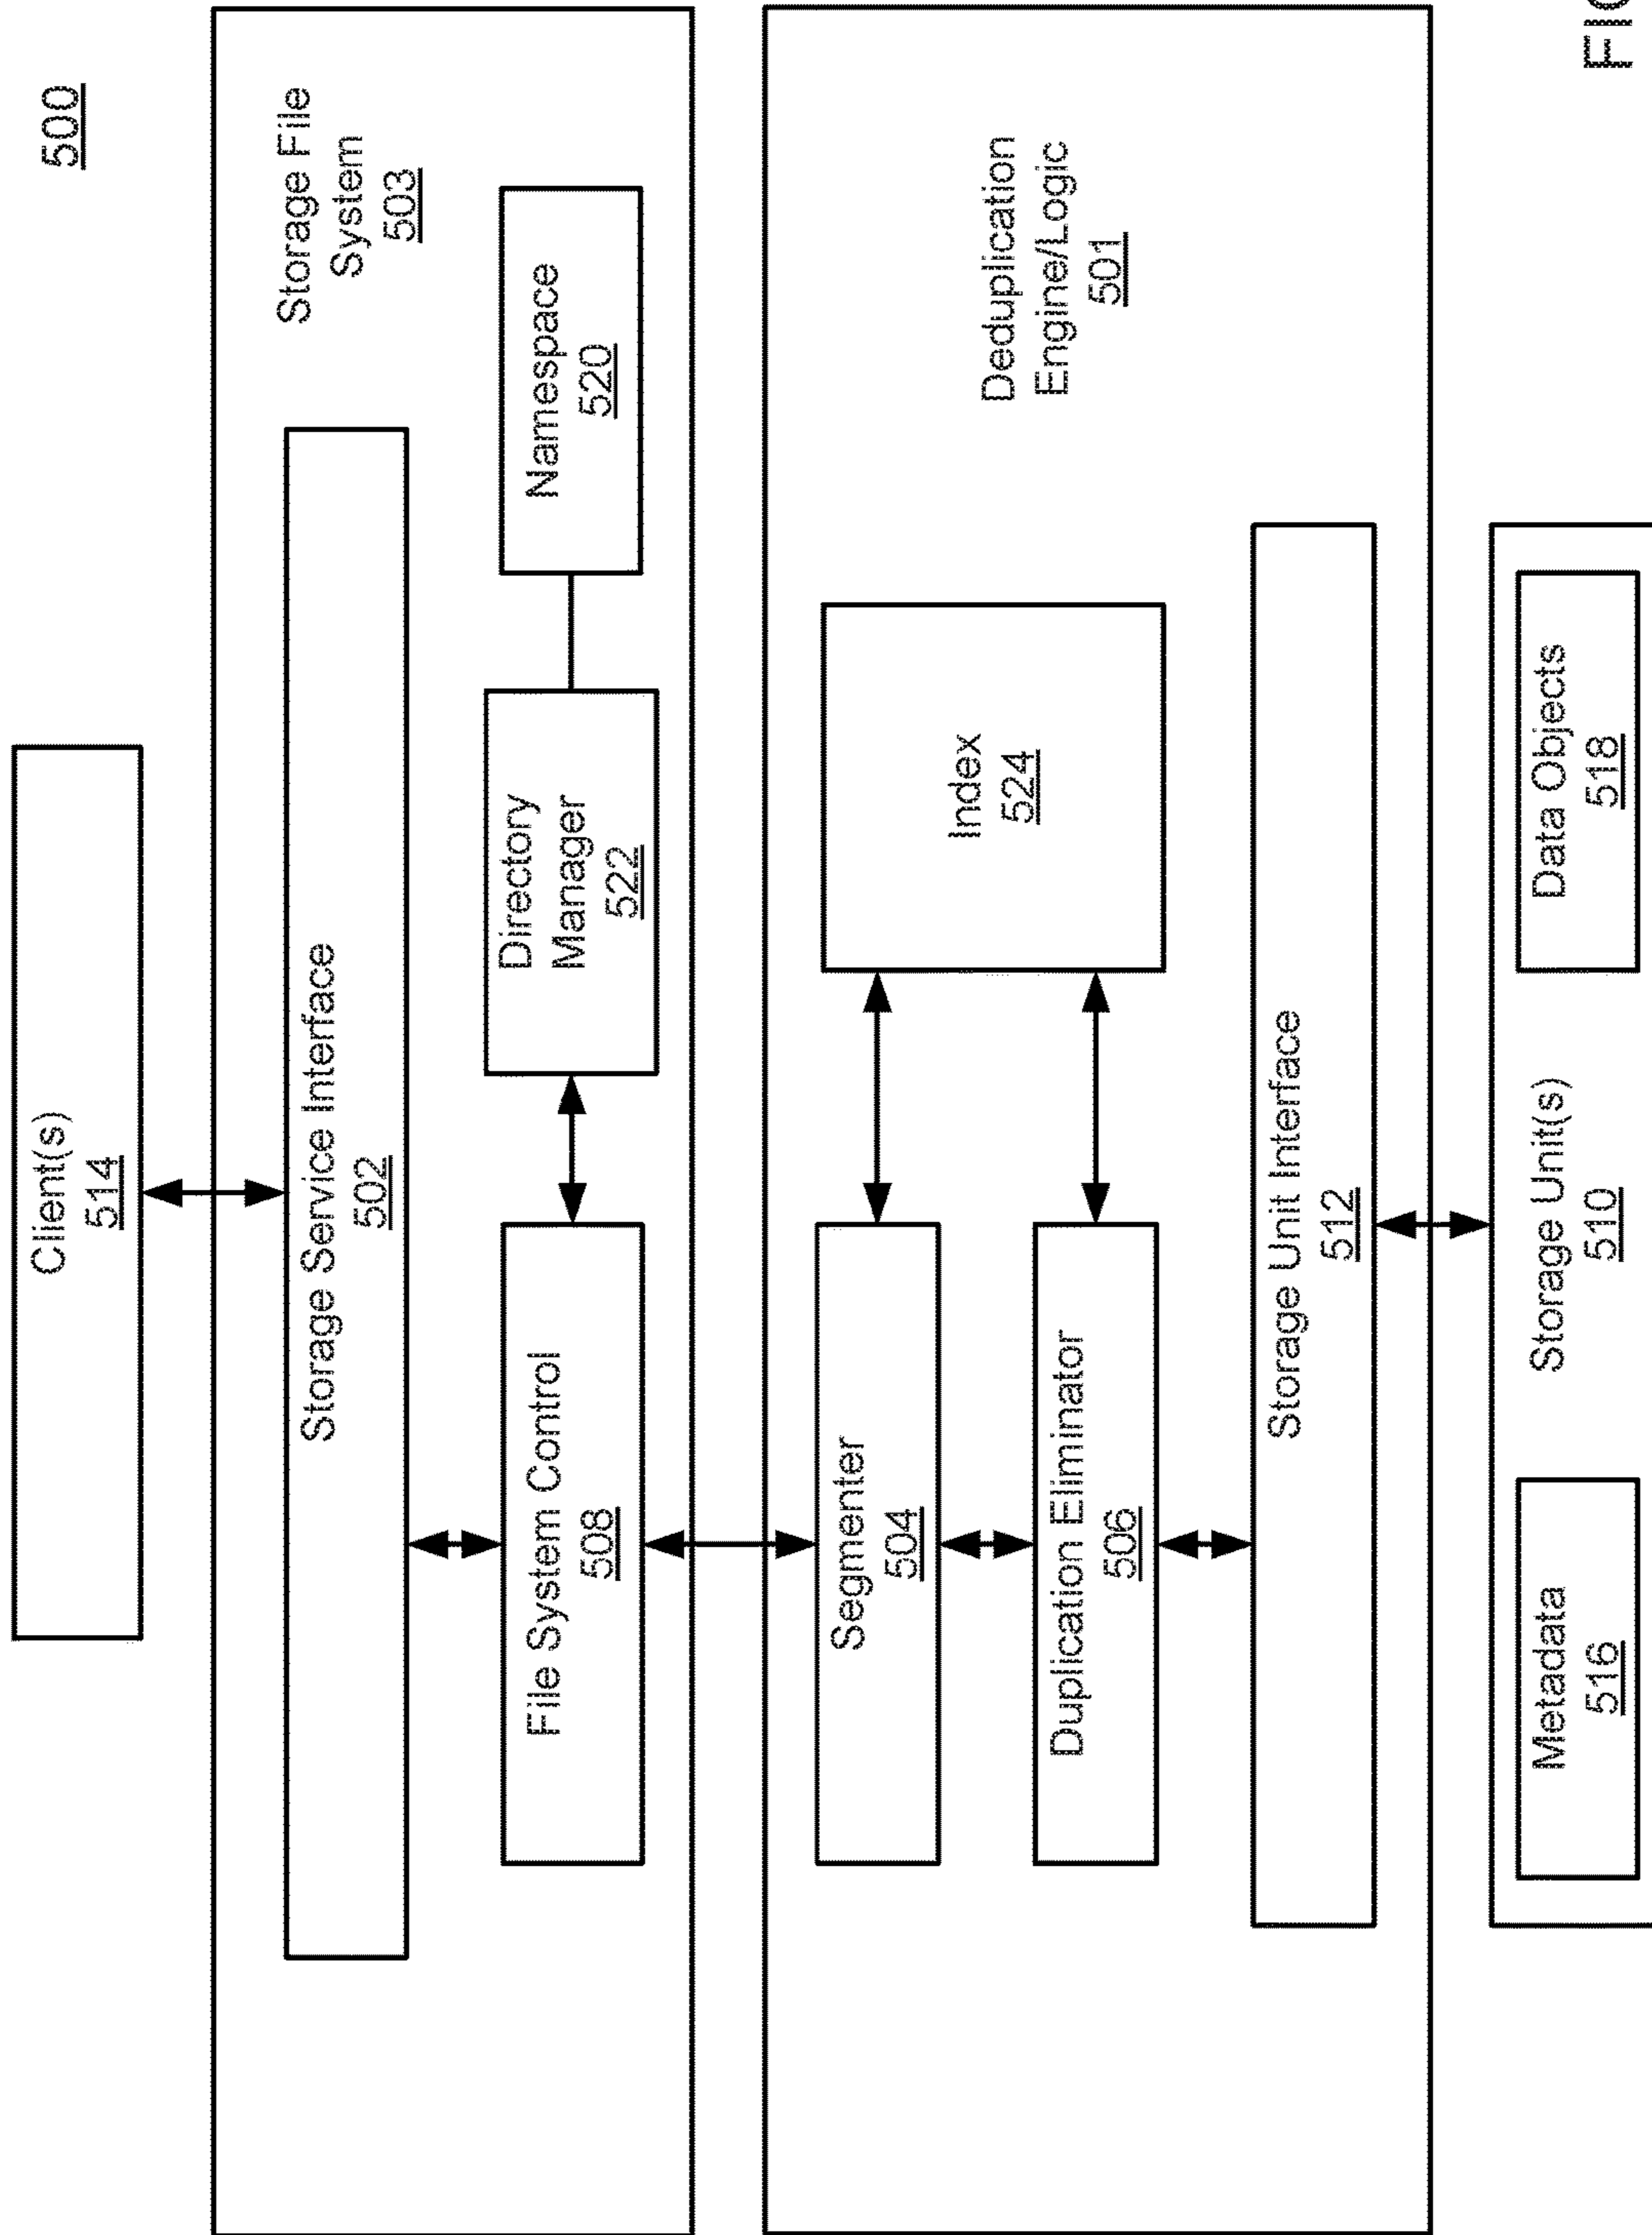 500
Client(s)
514
Storage File
System
503
Storage Service Interface
502
File System Control
508
Directory
Manager
522
Namespace
520
Deduplication
Engine/Logic
501
Segmenter
504
Index
524
Duplication Eliminator
506
Storage Unit Interface
512
Metadata
516
Storage Unit(s)
510
Data Objects
518